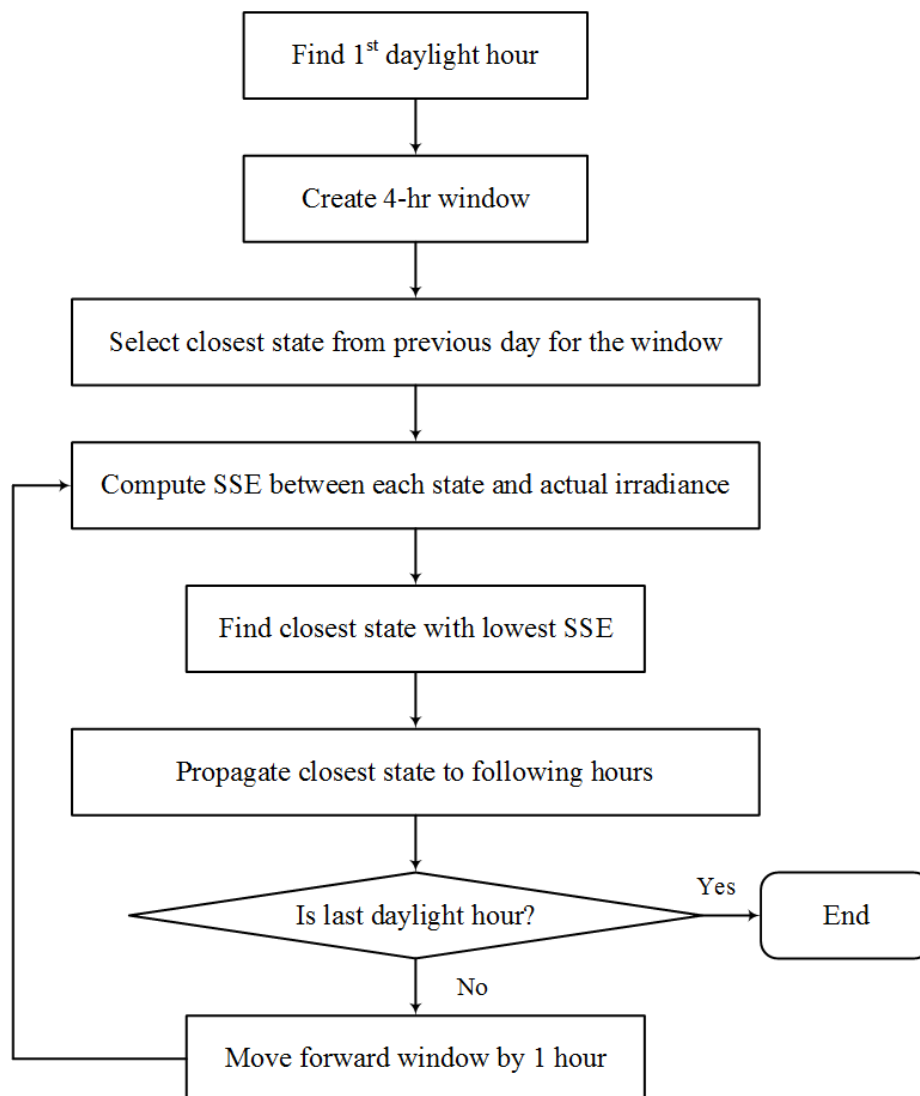 Find 1st daylight hour
Create 4-hr window
Select closest state from previous day for the window
Compute SSE between each state and actual irradiance
Find closest state with lowest SSE
Propagate closest state to following hours
Is last daylight hour?
Yes
End
No
Move forward window by 1 hour